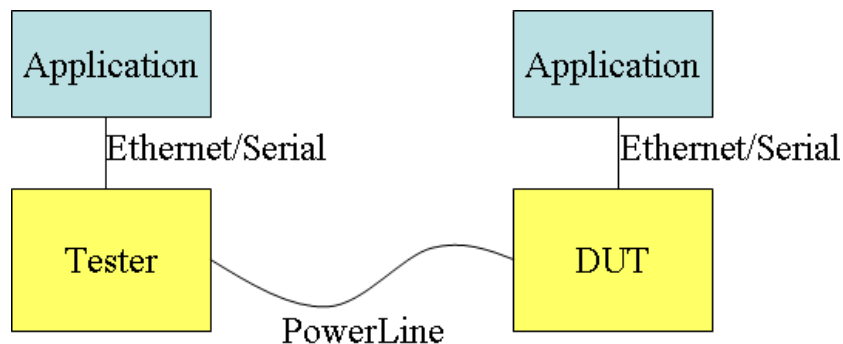 Application
Application
Ethernet/Serial
Ethernet/Serial
Tester
DUT
PowerLine